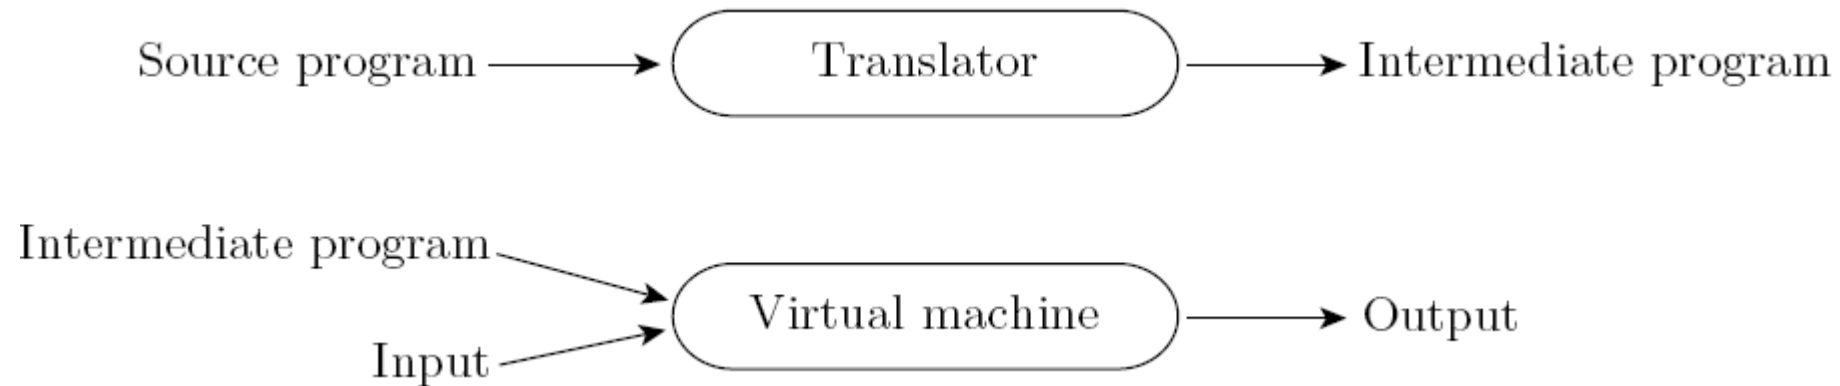 Source program
Translator
Intermediate program
Intermediate program
Input
Virtual machine
Output